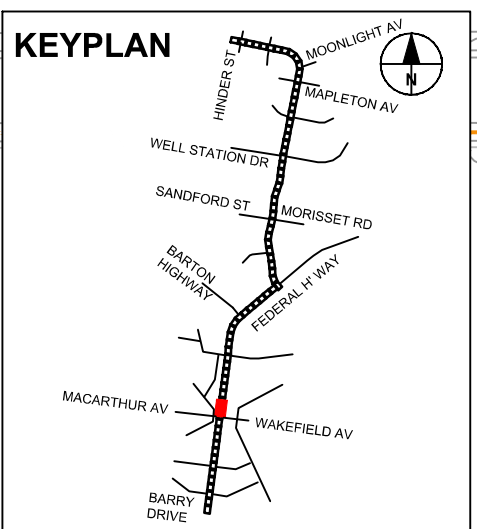 KEYPLAN
MOONLIGHT AV
HINDER ST
N
MAPLETON AV
WELL STATION DR
SANDFORD ST
MORISSET RD
BARTON
HIGHWAY
FEDERAL H' WAY
MACARTHUR AV
WAKEFIELD AV
BARRY
DRIVE